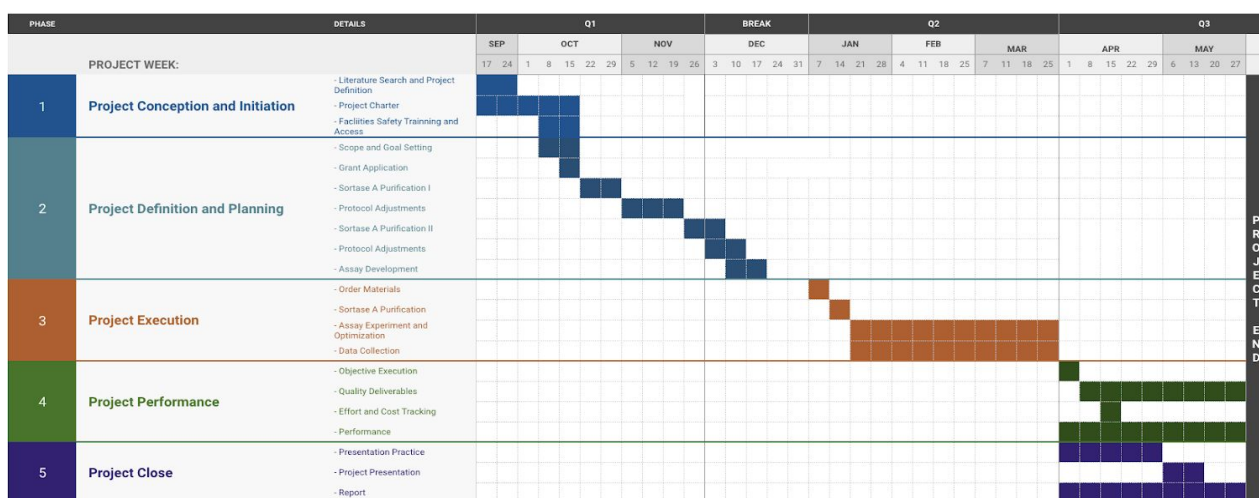 PHASE DETAILS Q1 BREAK Q2 Q3
SEP OCT NOV DEC JAN FEB MAR APR MAY
PROJECT WEEK: 17 24 1 8 15 22 29 5 12 19 26 3 10 17 24 31 7 14 21 28 4 11 18 25 7 11 18 25 1 8 15 22 29 6 13 20 27
1 Project Conception and Initiation
- Literature Search and Project
Definition
- Project Charter
- Facliities Safety Trainning and
Access
2 Project Definition and Planning
- Scope and Goal Setting
- Grant Application
- Sortase A Purification I
- Protocol Adjustments
- Sortase A Purification II
- Protocol Adjustments
- Assay Development
3 Project Execution
- Order Materials
- Sortase A Purification
- Assay Experiment and
Optimization
- Data Collection
4 Project Performance
- Objective Execution
- Quality Deliverables
- Effort and Cost Tracking
- Performance
5 Project Close
- Presentation Practice
- Project Presentation
- Report
PROJECT END